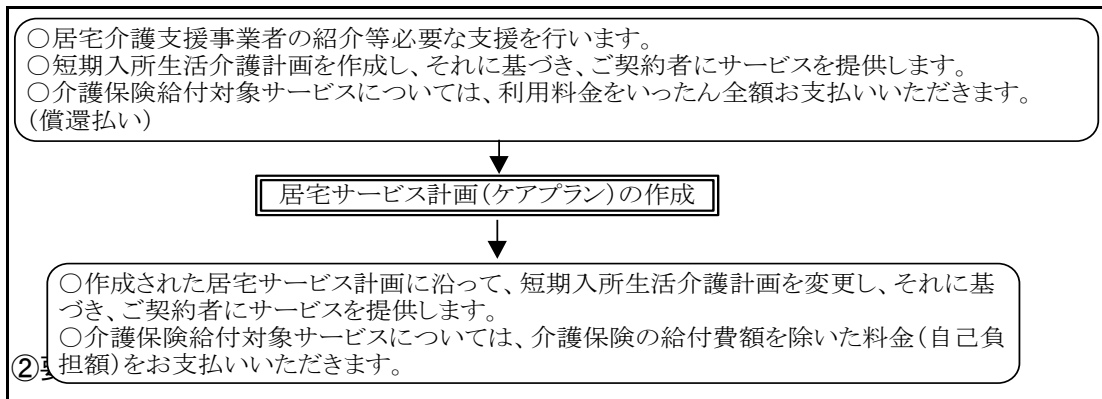 ○居宅介護支援事業者の紹介等必要な支援を行います。
○短期入所生活介護計画を作成し、それに基づき、ご契約者にサービスを提供します。
○介護保険給付対象サービスについては、利用料金をいったん全額お支払いいただきます。
(償還払い)
居宅サービス計画(ケアプラン)の作成
○作成された居宅サービス計画に沿って、短期入所生活介護計画を変更し、それに基
づき、ご契約者にサービスを提供します。
○介護保険給付対象サービスについては、介護保険の給付費額を除いた料金(自己負
担額)をお支払いいただきます。
②